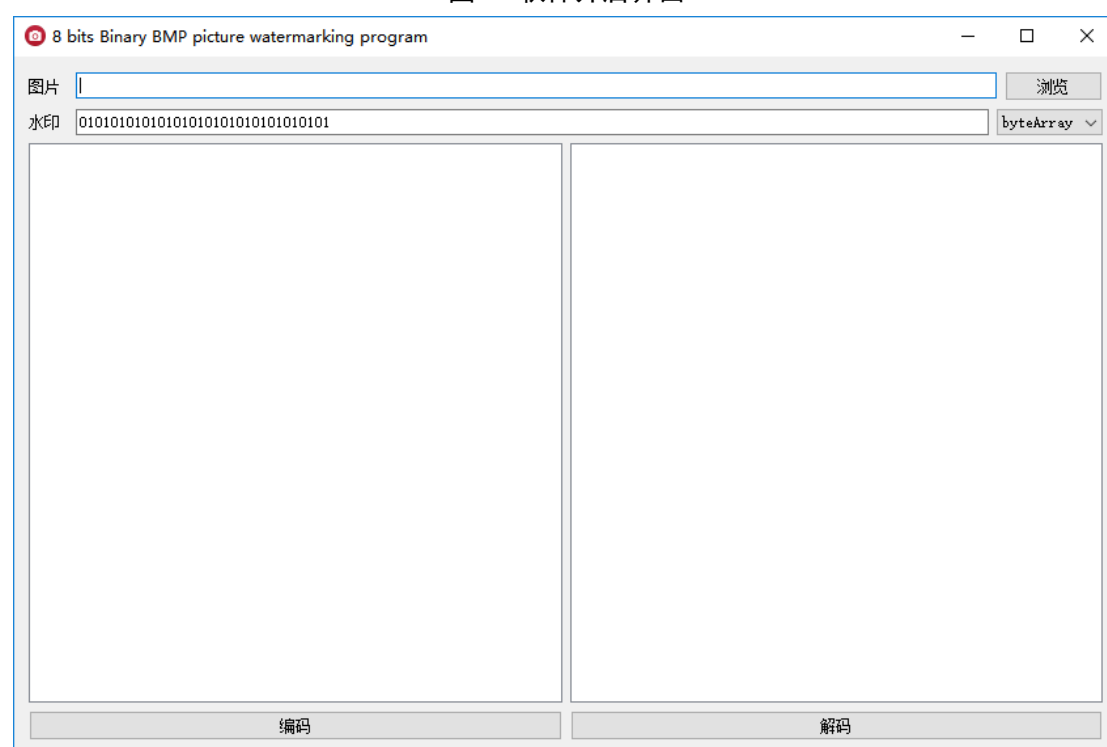 8 bits Binary BMP picture watermarking program
图片
浏览
水印 01010101010101010101010101010101 byteArray
编码
解码